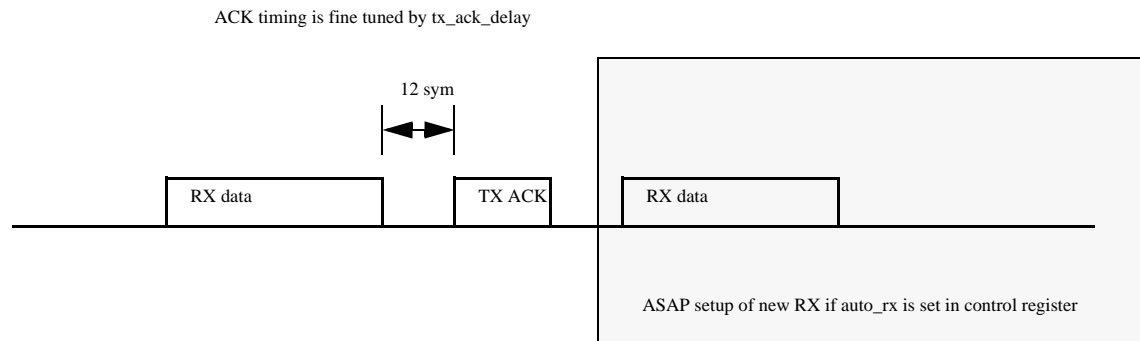 ACK timing is fine tuned by tx_ack_delay
12 sym
RX data
TX ACK
RX data
ASAP setup of new RX if auto_rx is set in control register